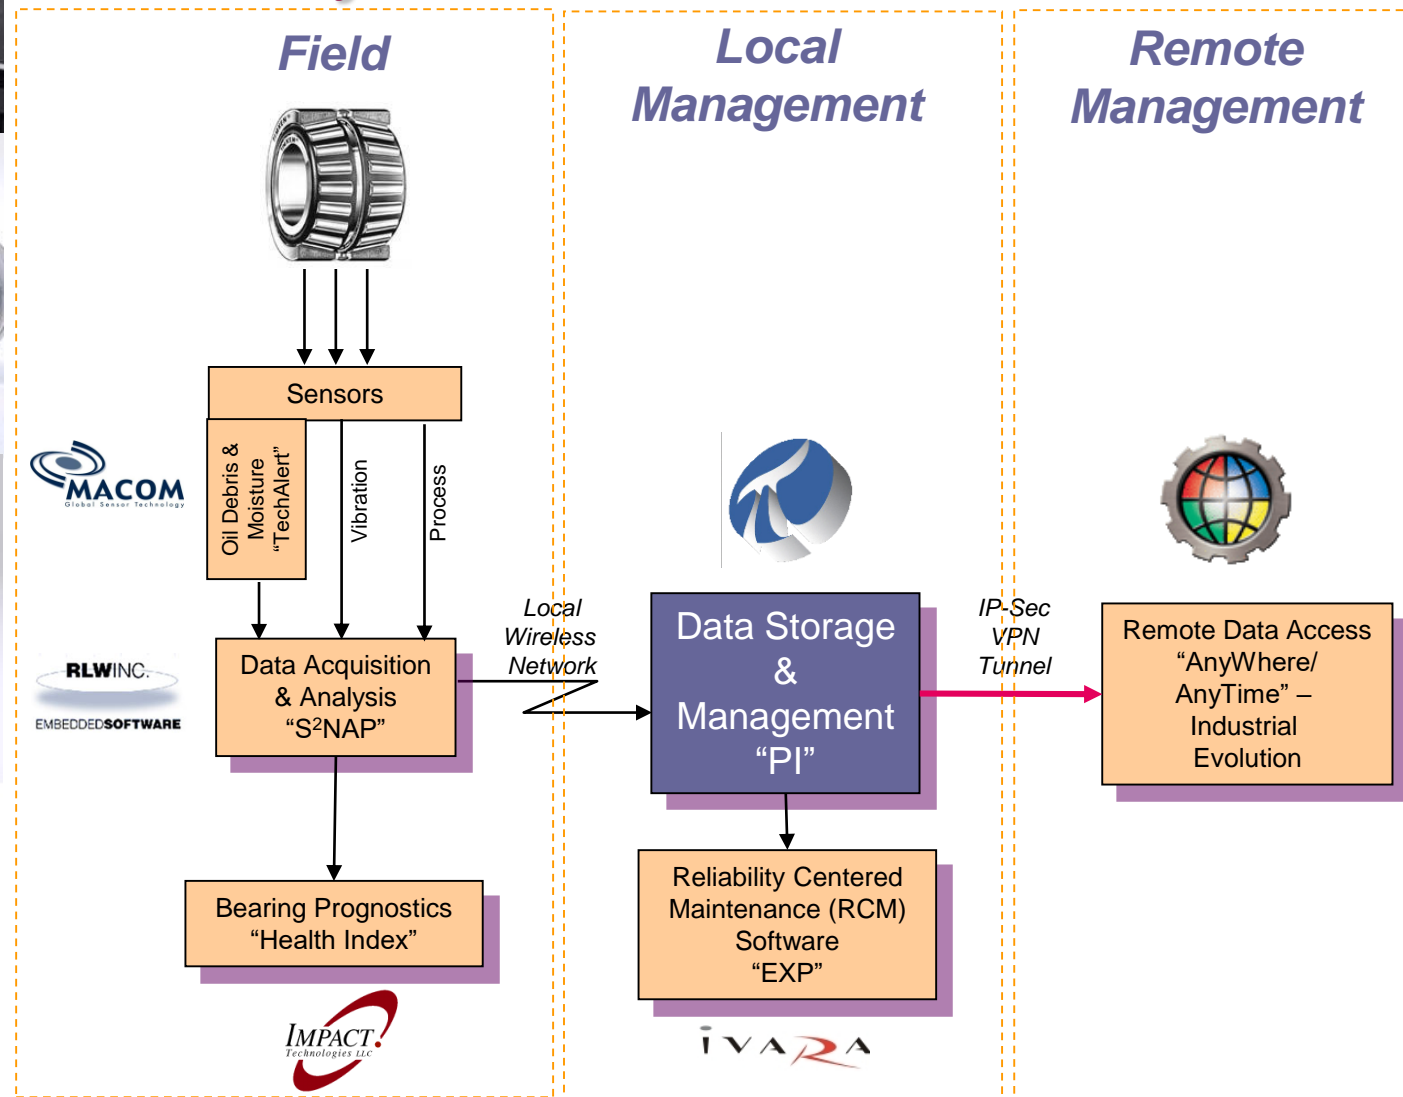 Field
Local
Management
Remote
Management
Sensors
Oil Debris &
Moisture
“TechAlert”
Vibration
Process
MACOM
Global Sensor Technology
RLWINC.
EMBEDDEDSOFTWARE
Data Acquisition
& Analysis
“S²NAP”
Local
Wireless
Network
Data Storage
&
Management
“PI”
IP-Sec
VPN
Tunnel
Remote Data Access
“AnyWhere/
AnyTime” –
Industrial
Evolution
Bearing Prognostics
“Health Index”
Reliability Centered
Maintenance (RCM)
Software
“EXP”
IMPACT
Technologies LLC
iVARA